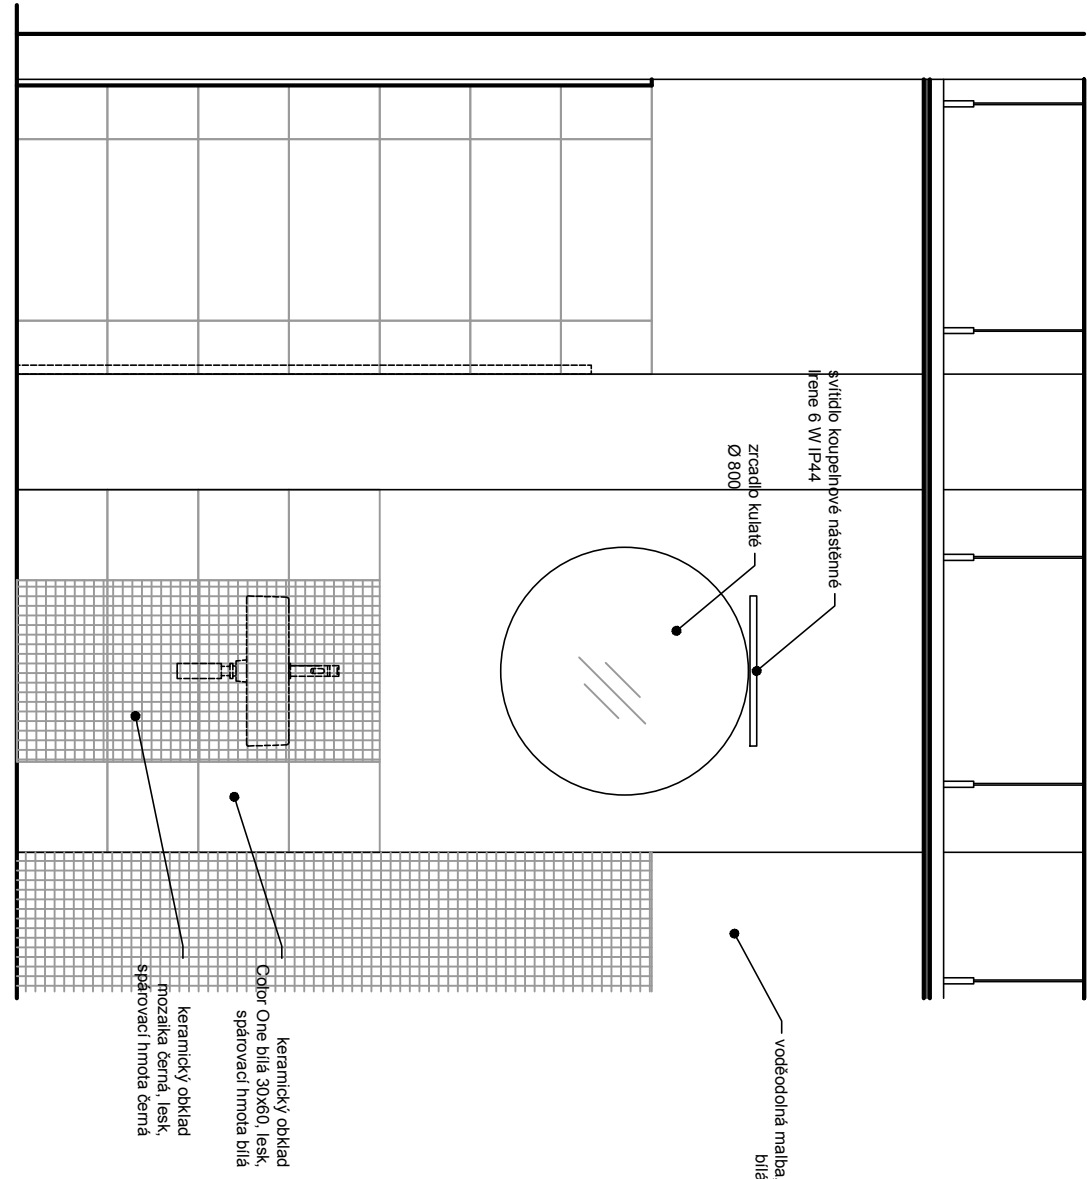 svítidlo koupelnové nástěnné
Irene 6 W IP44
zrcadlo kulaté
Ø 800
voděodolná malba,
bílá
keramický obklad
Color One bílá 30x60, lesk,
spárovací hmota bílá
keramický obklad
mozaika černá, lesk,
spárovací hmota černá